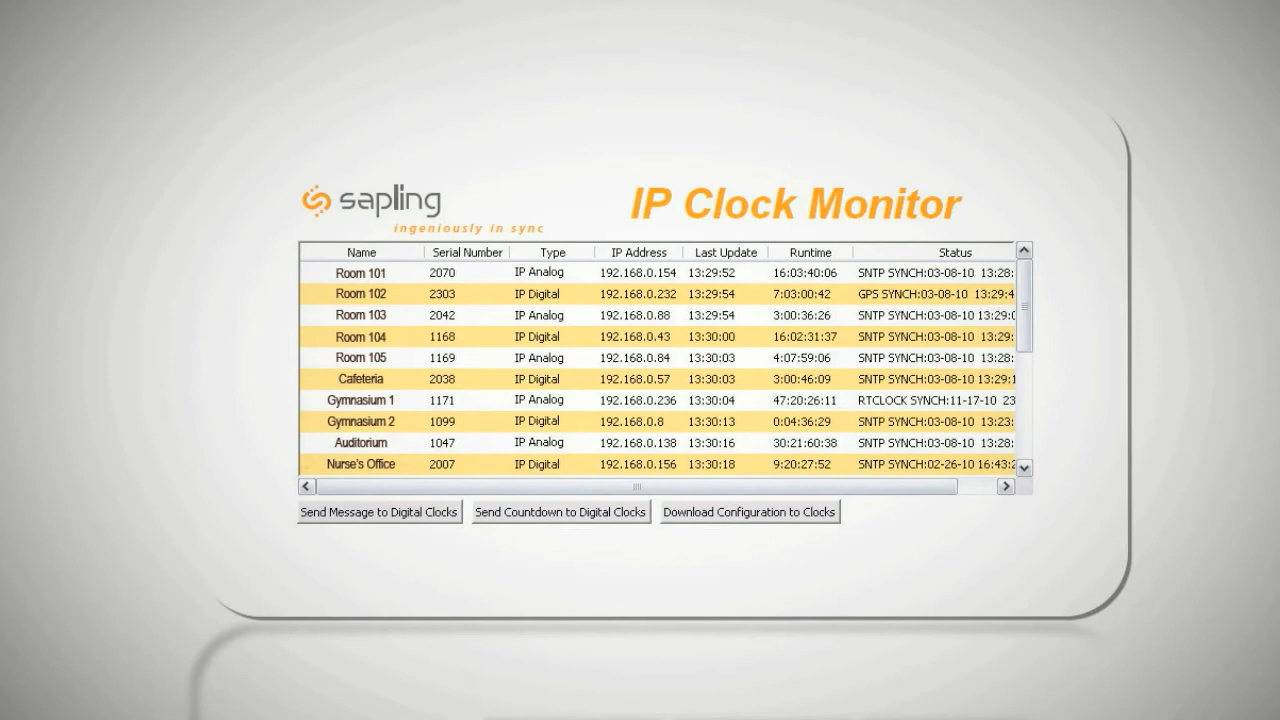 sapling
ingeniously in sync
IP Clock Monitor
Name Serial Number Type IP Address Last Update Runtime Status
Room 101 2070 IP Analog 192.168.0.154 13:29:52 16:03:40:06 SNTP SYNCH:03-08-10 13:28:
Room 102 2303 IP Digital 192.168.0.232 13:29:54 7:03:00:42 GPS SYNCH:03-08-10 13:29:4
Room 103 2042 IP Analog 192.168.0.88 13:29:54 3:00:36:26 SNTP SYNCH:03-08-10 13:29:0
Room 104 1168 IP Digital 192.168.0.43 13:30:00 16:02:31:37 SNTP SYNCH:03-08-10 13:29:
Room 105 1169 IP Analog 192.168.0.84 13:30:03 4:07:59:06 SNTP SYNCH:03-08-10 13:28:
Cafeteria 2038 IP Digital 192.168.0.57 13:30:03 3:00:46:09 SNTP SYNCH:03-08-10 13:29:1
Gymnasium 1 1171 IP Analog 192.168.0.236 13:30:04 47:20:26:11 RTCLOCK SYNCH:11-17-10 23
Gymnasium 2 1099 IP Digital 192.168.0.8 13:30:13 0:04:36:29 SNTP SYNCH:03-08-10 13:23:
Auditorium 1047 IP Analog 192.168.0.138 13:30:16 30:21:60:38 SNTP SYNCH:03-08-10 13:28:
Nurse's Office 2007 IP Digital 192.168.0.156 13:30:18 9:20:27:52 SNTP SYNCH:02-26-10 16:43:2
Send Message to Digital Clocks Send Countdown to Digital Clocks Download Configuration to Clocks